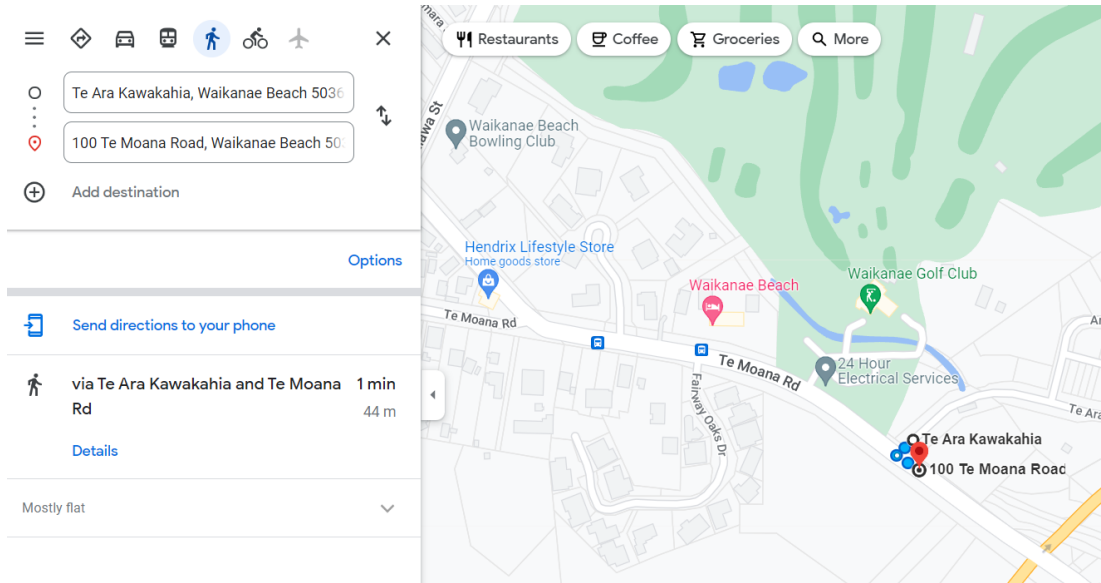 Te Ara Kawakahia, Waikanae Beach 5036
100 Te Moana Road, Waikanae Beach 50
Add destination
Options
Send directions to your phone
via Te Ara Kawakahia and Te Moana Rd
1 min
44 m
Details
Mostly flat
Restaurants
Coffee
Groceries
More
Waikanae Beach
Bowling Club
Hendrix Lifestyle Store
Home goods store
Te Moana Rd
Waikanae Beach
Waikanae Golf Club
24 Hour
Electrical Services
Te Moana Rd
Fairway Oaks Dr
Te Ara
Te Ara Kawakahia
100 Te Moana Road